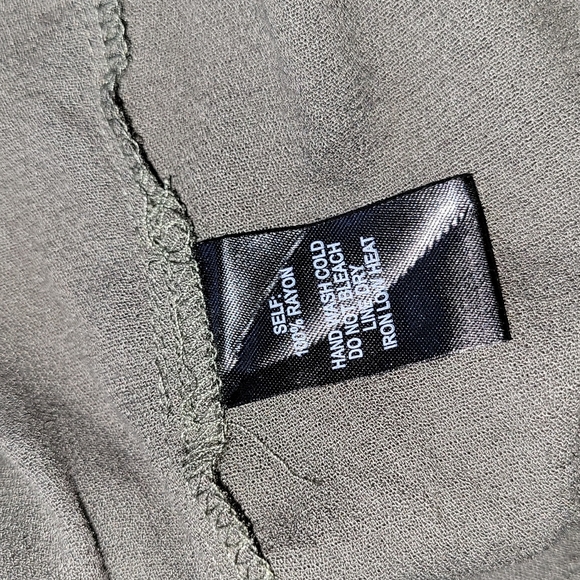 SELF:
100% RAYON
HAND WASH COLD
DO NOT BLEACH
LINE DRY
IRON LOW HEAT